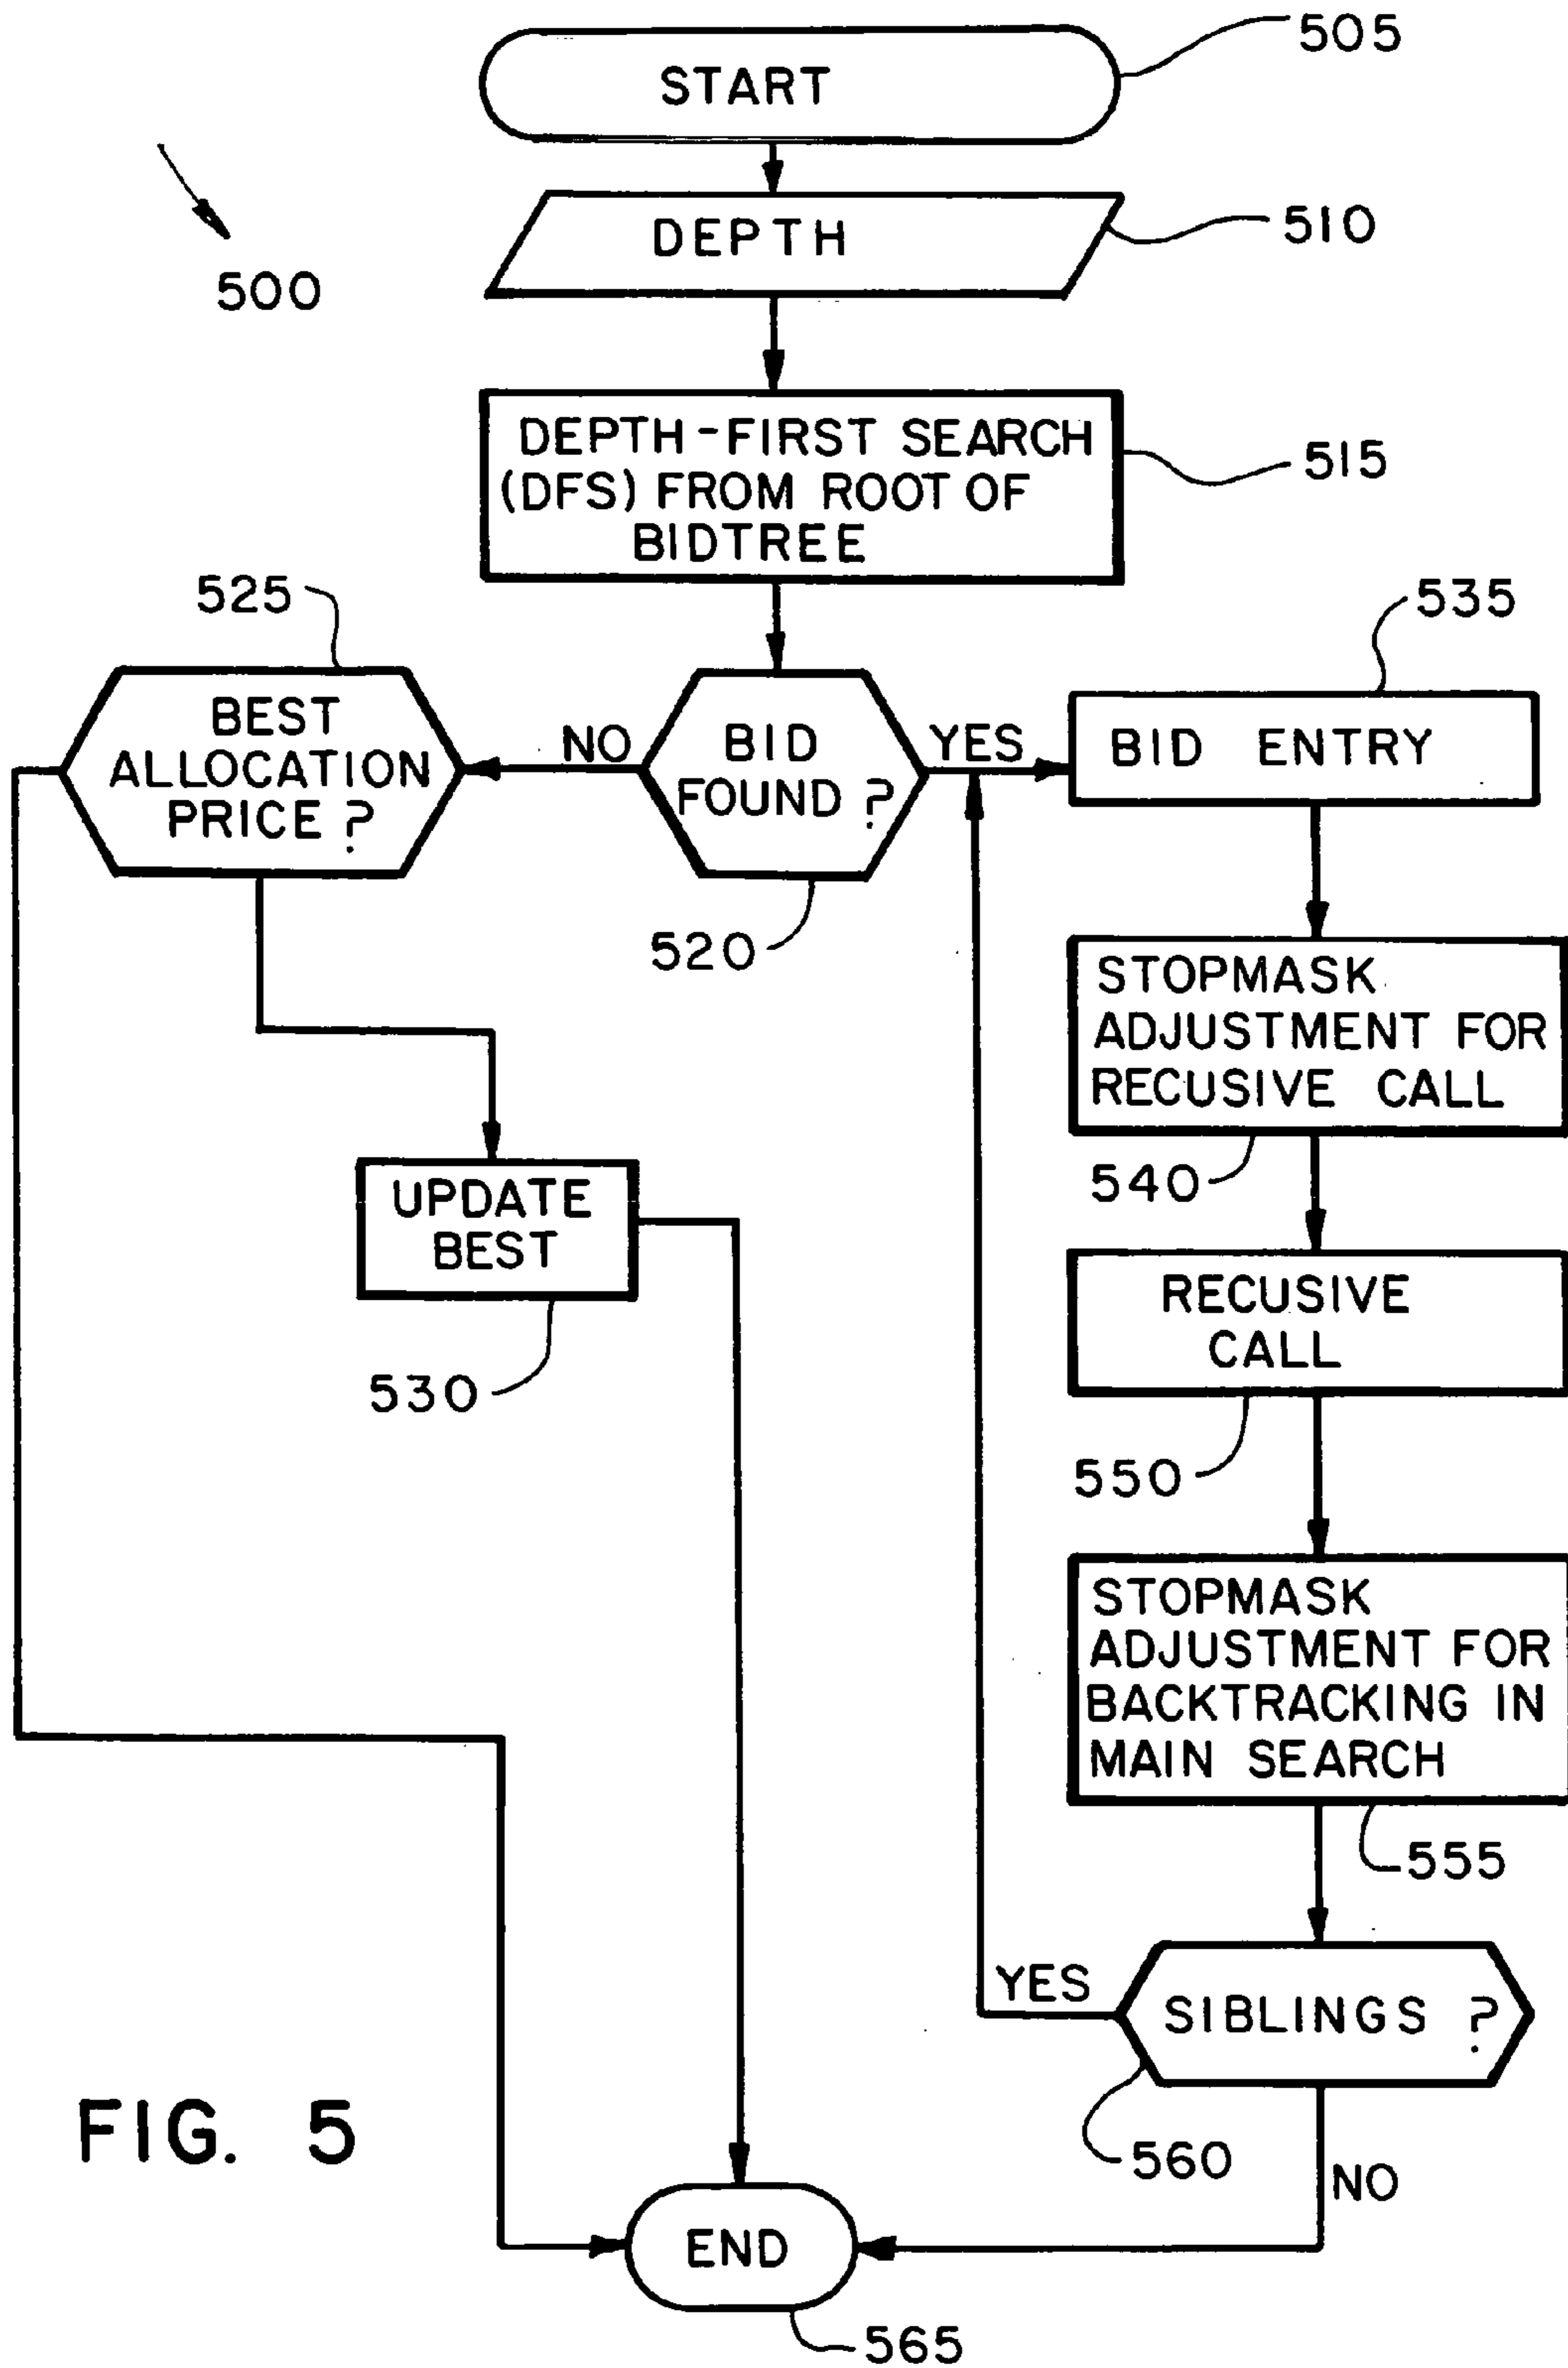 505
START
510
DEPTH
500
DEPTH-FIRST SEARCH
(DFS) FROM ROOT OF
BIDTREE
515
525
535
BEST
ALLOCATION
PRICE ?
NO
BID
FOUND ?
YES
BID ENTRY
520
STOPMASK
ADJUSTMENT FOR
RECUSIVE CALL
540
UPDATE
BEST
530
RECUSIVE
CALL
550
STOPMASK
ADJUSTMENT FOR
BACKTRACKING IN
MAIN SEARCH
555
YES
SIBLINGS ?
560
NO
FIG. 5
END
565